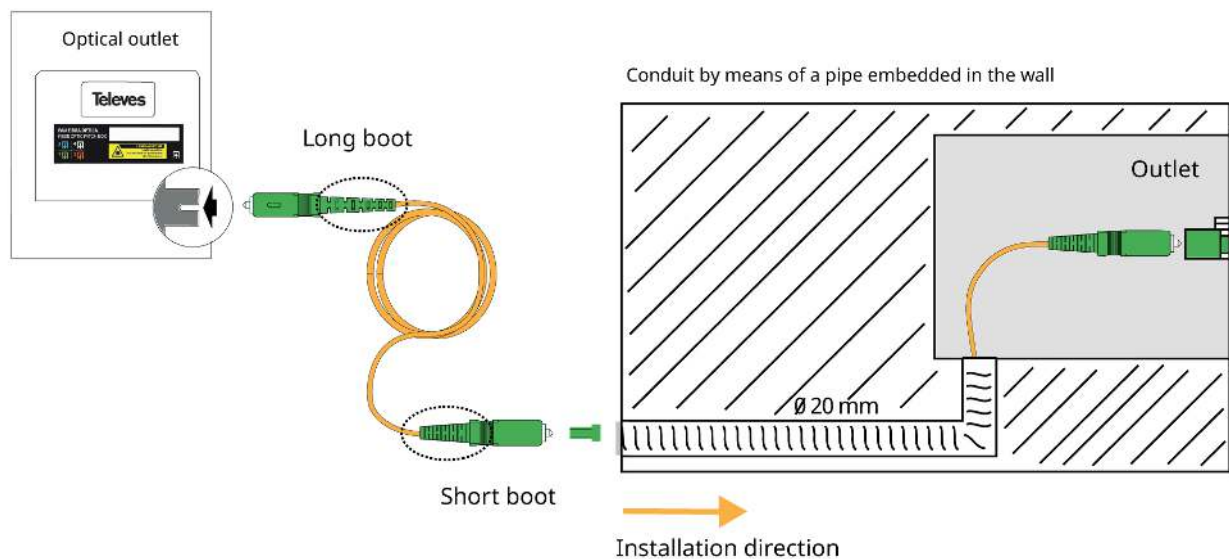 Optical outlet
Televes
Long boot
Short boot
Conduit by means of a pipe embedded in the wall
Outlet
Ø 20 mm
Installation direction